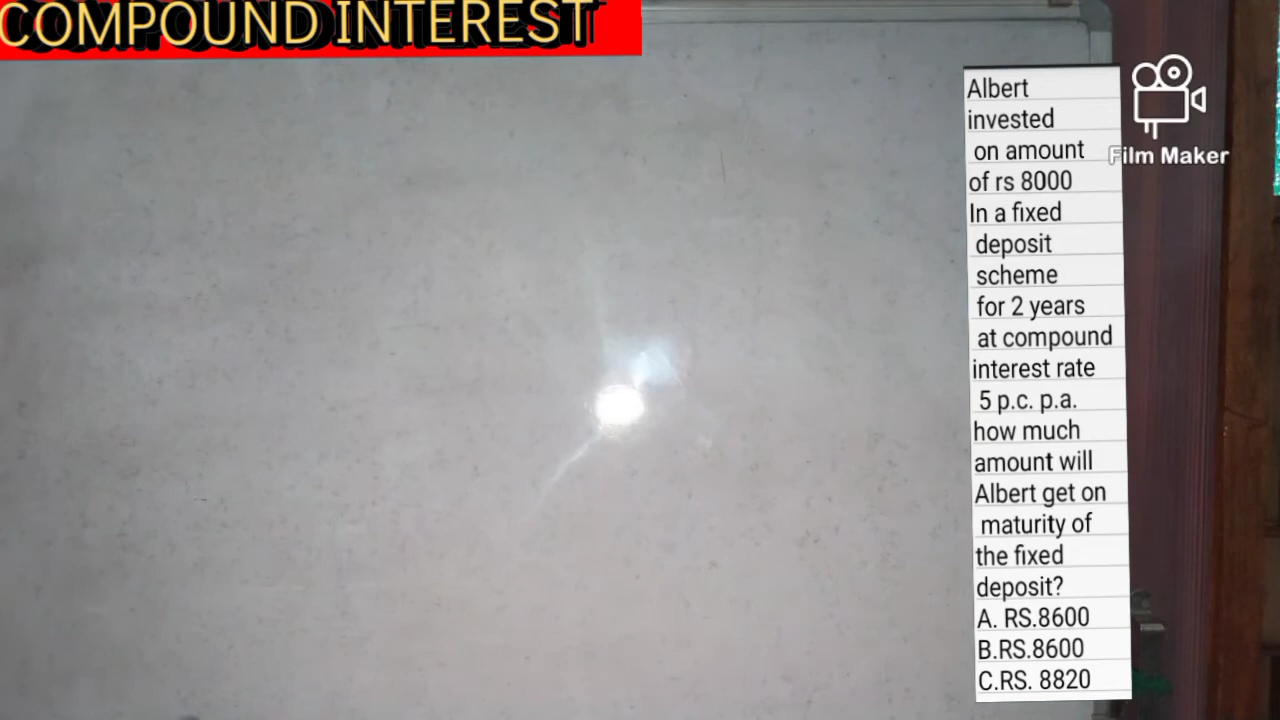 COMPOUND INTEREST
Film Maker
Albert
invested
on amount
of rs 8000
In a fixed
deposit
scheme
for 2 years
at compound
interest rate
5 p.c. p.a.
how much
amount will
Albert get on
maturity of
the fixed
deposit?
A. RS.8600
B.RS.8600
C.RS. 8820